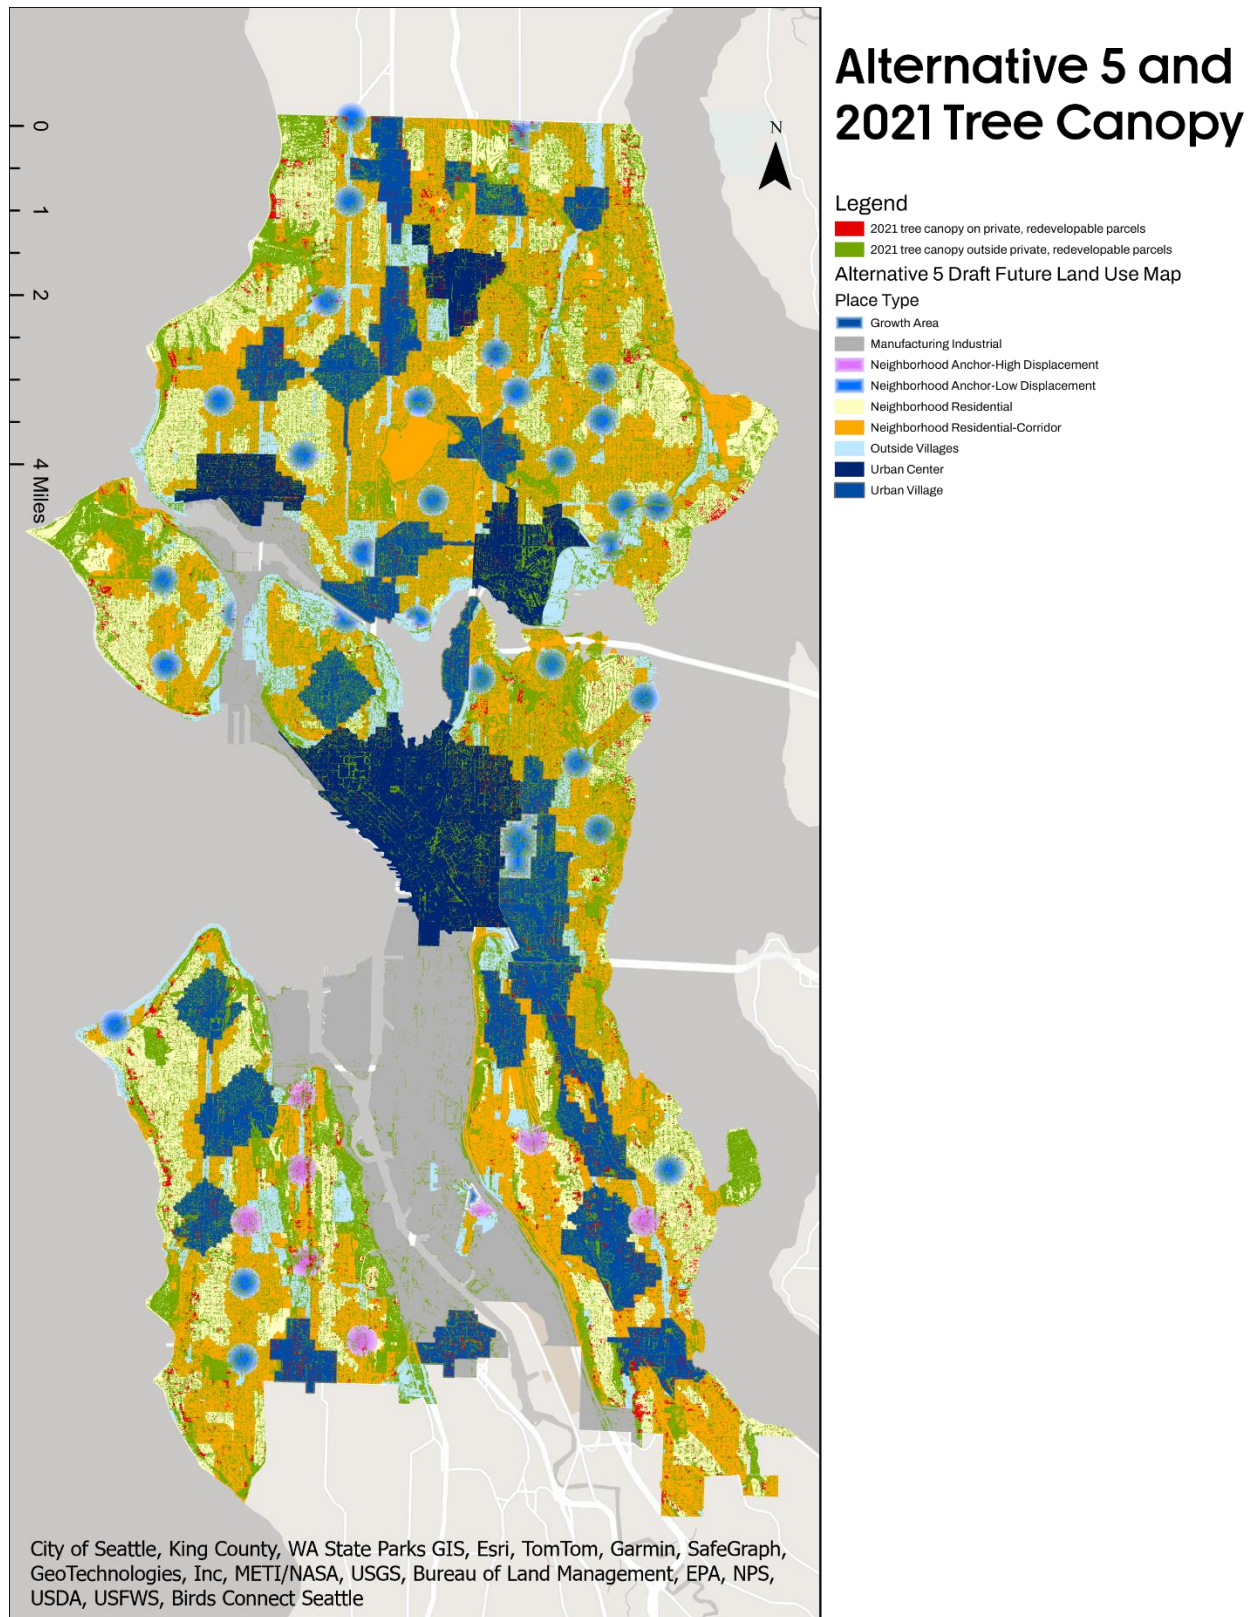 Alternative 5 and
2021 Tree Canopy
N
Legend
2021 tree canopy on private, redevelopable parcels
2021 tree canopy outside private, redevelopable parcels
Alternative 5 Draft Future Land Use Map
Place Type
Growth Area
Manufacturing Industrial
Neighborhood Anchor-High Displacement
Neighborhood Anchor-Low Displacement
Neighborhood Residential
Neighborhood Residential-Corridor
Outside Villages
Urban Center
Urban Village
0
1
2
4 Miles
City of Seattle, King County, WA State Parks GIS, Esri, TomTom, Garmin, SafeGraph,
GeoTechnologies, Inc, METI/NASA, USGS, Bureau of Land Management, EPA, NPS,
USDA, USFWS, Birds Connect Seattle